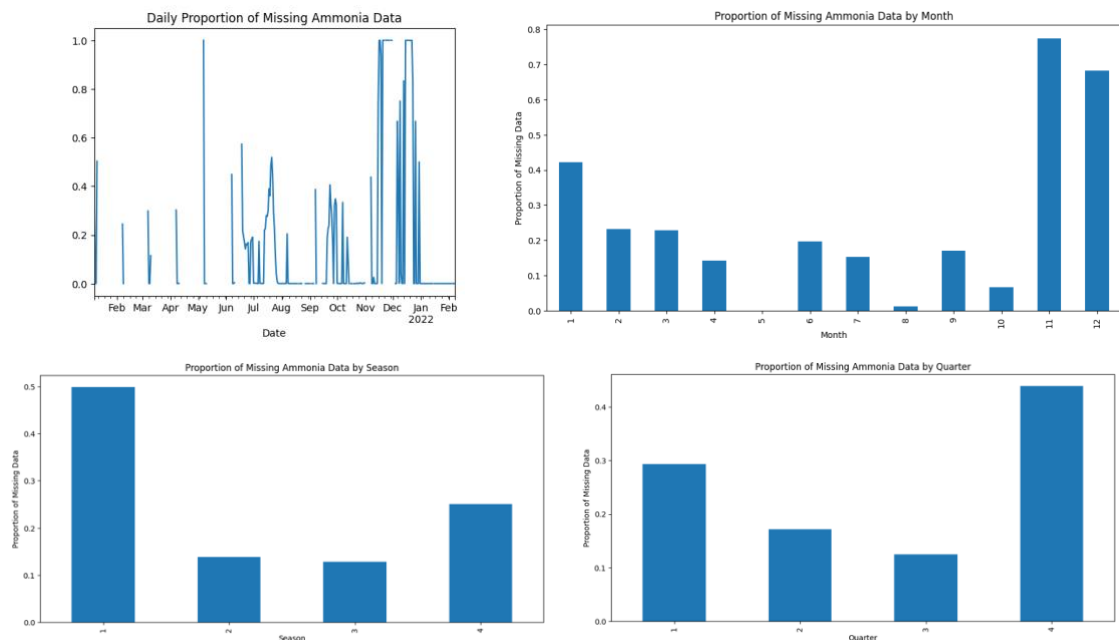 Daily Proportion of Missing Ammonia Data
1.0
0.8
0.6
0.4
0.2
0.0
Feb Mar Apr May Jun Jul Aug Sep Oct Nov Dec Jan Feb
2022
Date
Proportion of Missing Ammonia Data by Month
Proportion of Missing Data
0.8
0.7
0.6
0.5
0.4
0.3
0.2
0.1
0.0
1 2 3 4 5 6 7 8 9 10 11 12
Month
Proportion of Missing Ammonia Data by Season
Proportion of Missing Data
0.5
0.4
0.3
0.2
0.1
0.0
1 2 3 4
Season
Proportion of Missing Ammonia Data by Quarter
Proportion of Missing Data
0.4
0.3
0.2
0.1
0.0
1 2 3 4
Quarter